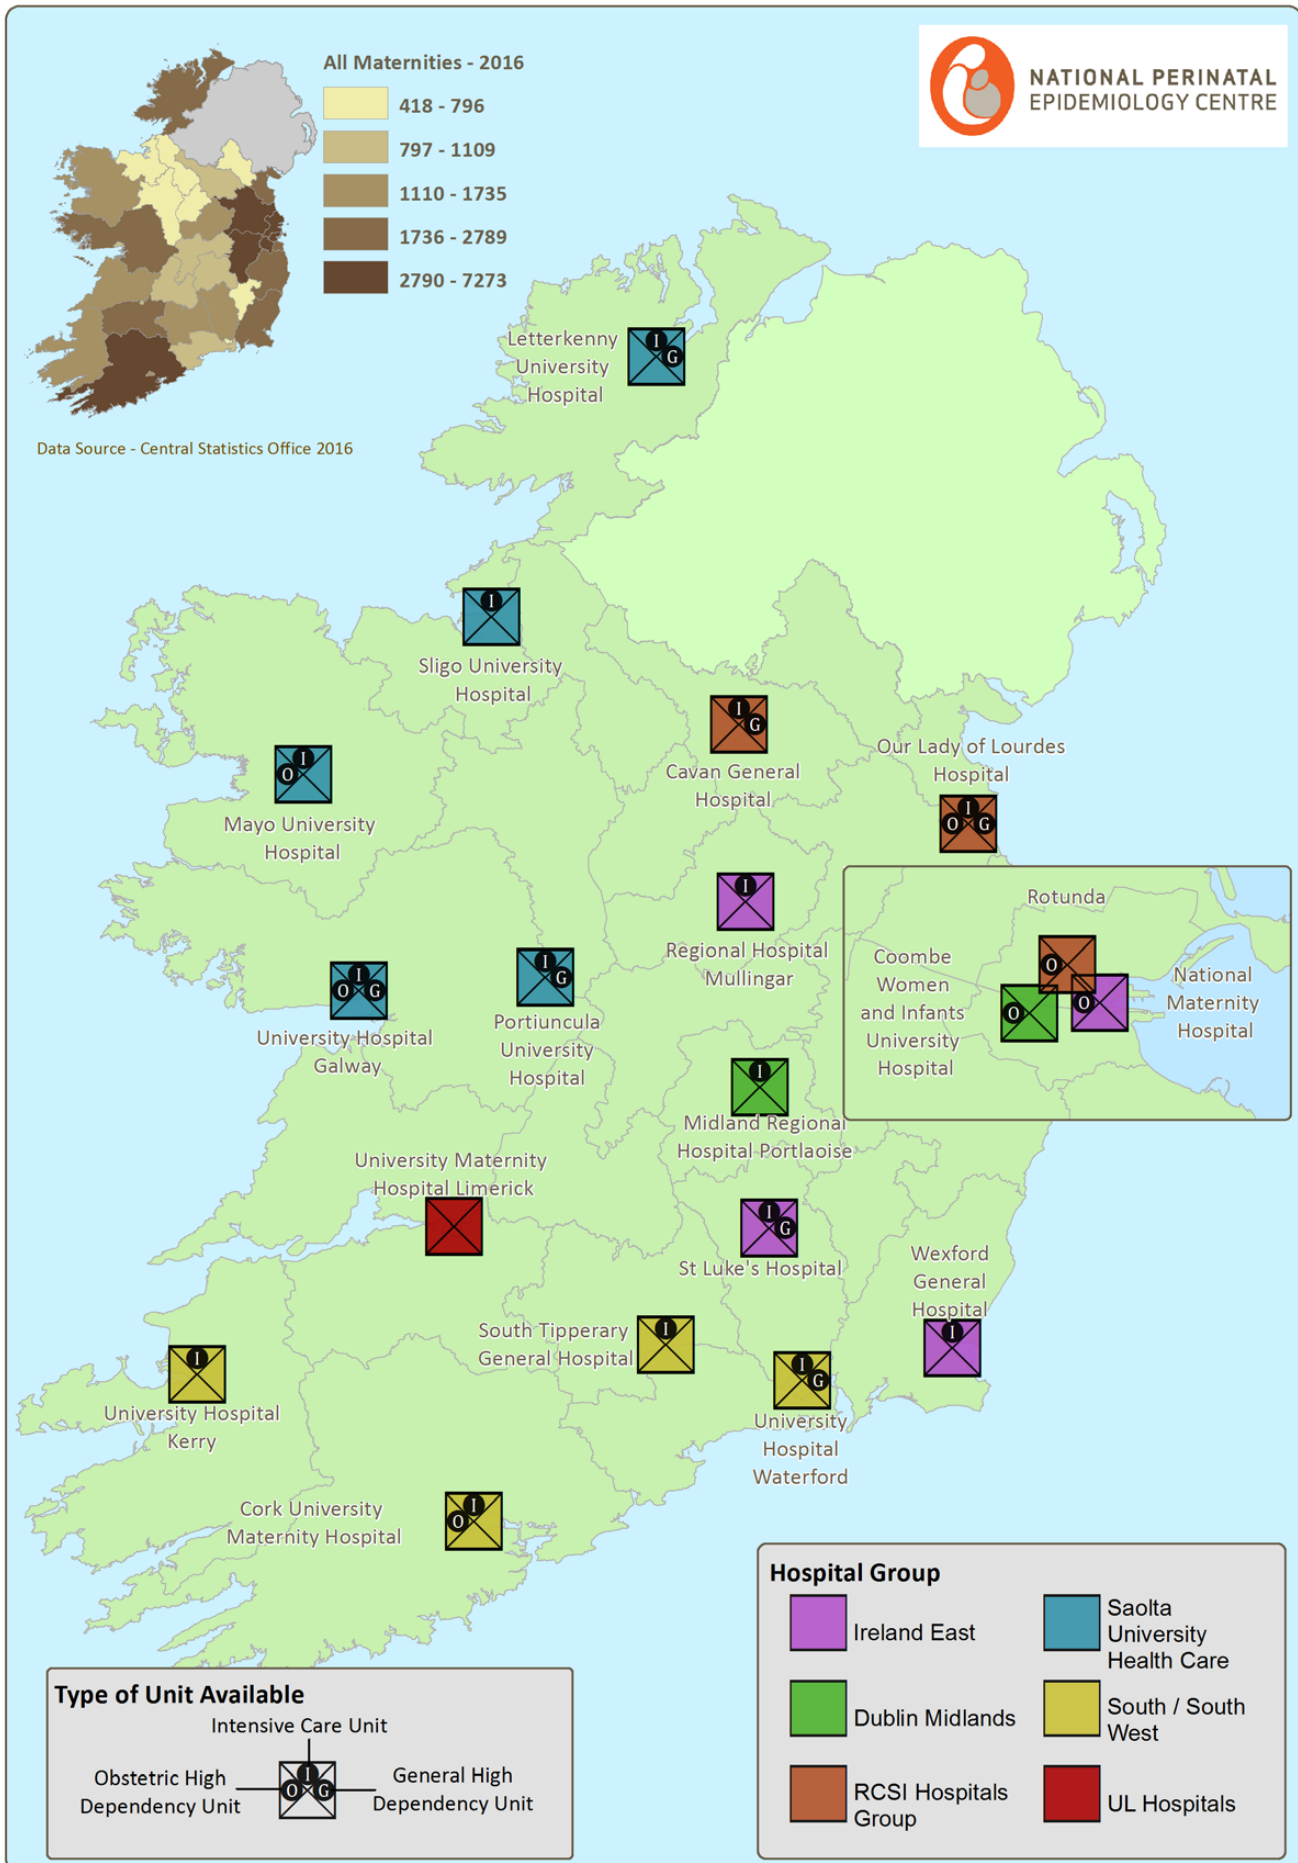 All Maternities - 2016
418 - 796
797 - 1109
1110 - 1735
1736 - 2789
2790 - 7273
Data Source - Central Statistics Office 2016
NATIONAL PERINATAL
EPIDEMIOLOGY CENTRE
Letterkenny
University
Hospital
I
G
I
Sligo University
Hospital
I
G
Cavan General
Hospital
Our Lady of Lourdes
Hospital
I
O
G
I
O
Mayo University
Hospital
I
Regional Hospital
Mullingar
Rotunda
O
Coombe
Women
and Infants
University
Hospital
O
O
National
Maternity
Hospital
I
O
G
University Hospital
Galway
I
G
Portiuncula
University
Hospital
I
Midland Regional
Hospital Portlaoise
University Maternity
Hospital Limerick
I
G
St Luke's Hospital
Wexford
General
Hospital
I
South Tipperary
General Hospital
I
I
G
University
Hospital
Waterford
I
University Hospital
Kerry
Cork University
Maternity Hospital
I
O
Type of Unit Available
Intensive Care Unit
Obstetric High
Dependency Unit
I
O
G
General High
Dependency Unit
Hospital Group
Ireland East
Saolta
University
Health Care
Dublin Midlands
South / South
West
RCSI Hospitals
Group
UL Hospitals